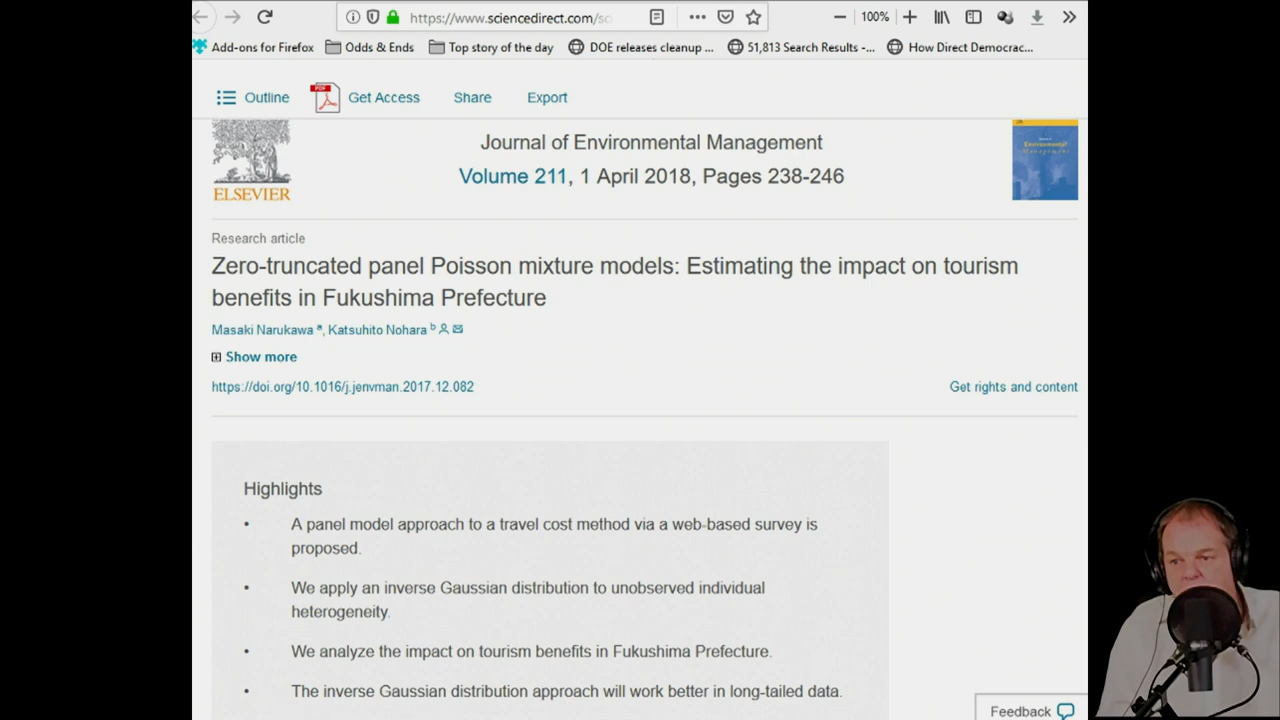 https://www.sciencedirect.com/sc
100%
Add-ons for Firefox Odds & Ends Top story of the day DOE releases cleanup ... 51,813 Search Results -... How Direct Democrac...
Outline PDF Get Access Share Export
Journal of Environmental Management
Volume 211, 1 April 2018, Pages 238-246
ELSEVIER
Research article
Zero-truncated panel Poisson mixture models: Estimating the impact on tourism
benefits in Fukushima Prefecture
Masaki Narukawa a, Katsuhito Nohara b
Show more
https://doi.org/10.1016/j.jenvman.2017.12.082 Get rights and content
Highlights
• A panel model approach to a travel cost method via a web-based survey is
proposed.
• We apply an inverse Gaussian distribution to unobserved individual
heterogeneity.
• We analyze the impact on tourism benefits in Fukushima Prefecture.
• The inverse Gaussian distribution approach will work better in long-tailed data.
Feedback